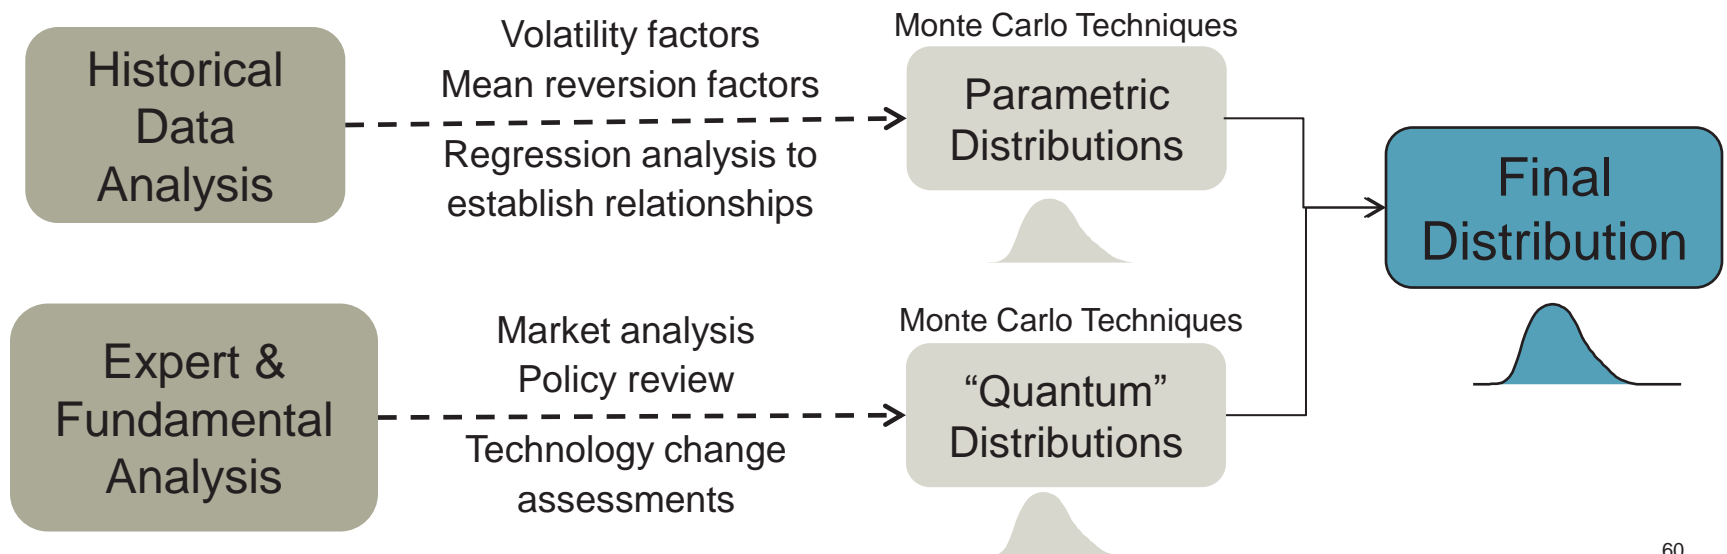 Historical
Data
Analysis
Volatility factors
Mean reversion factors
Regression analysis to
establish relationships
Monte Carlo Techniques
Parametric
Distributions
Final
Distribution
Expert &
Fundamental
Analysis
Market analysis
Policy review
Technology change
assessments
Monte Carlo Techniques
“Quantum”
Distributions
60